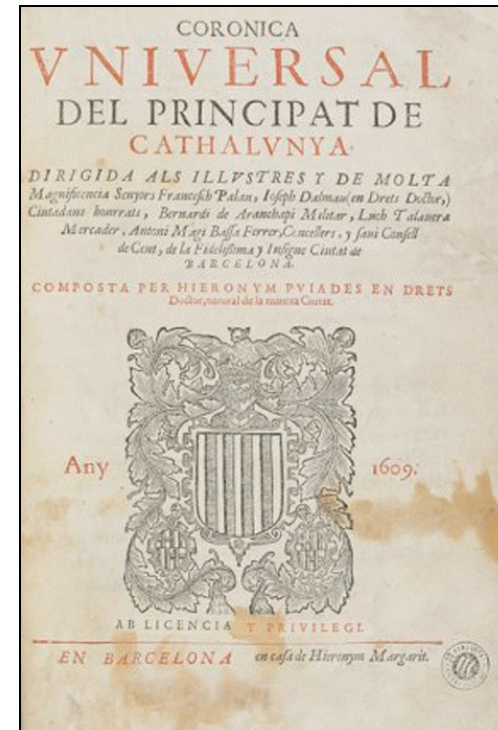 CORONICA
VNIVERSAL
DEL PRINCIPAT DE
CATHALVNYA.
DIRIGIDA ALS ILLVSTRES Y DE MOLTA
Magnificencia Senyors Francesch Palau, Ioseph Dalmau (en Drets Doctor,)
Ciutadans honrrats, Bernardi de Aranchapi Militar, Luch Talauera
Mercader, Antoni Magi Bassa Ferrer, Concellers, y saui Consell
de Cent, de la Fidelissima y Insigne Ciutat de
BARCELONA.
COMPOSTA PER HIERONYM PVIADES EN DRETS
Doctor, natural de la mateixa Ciutat.
Any 1609.
AB LICENCIA Y PRIVILEGI.
EN BARCELONA en casa de Hieronym Margarit.